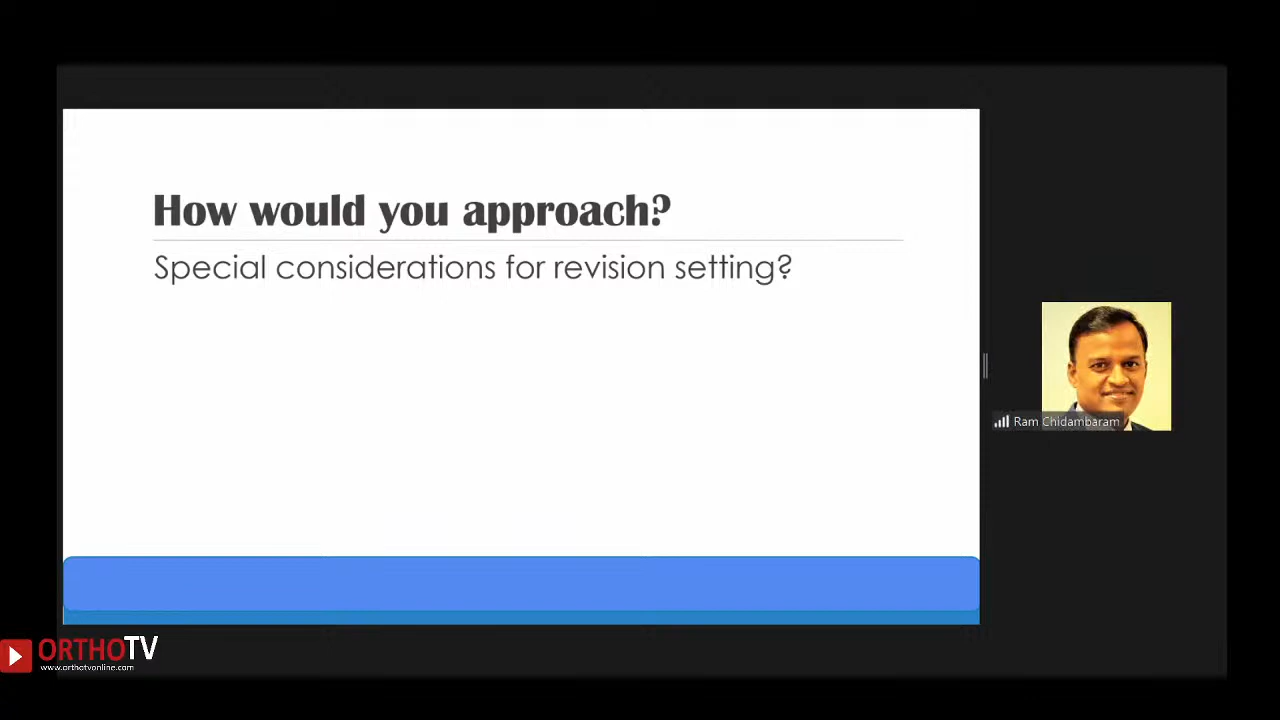 How would you approach?
Special considerations for revision setting?
Ram Chidambaram
ORTHOTV
www.orthotvonline.com